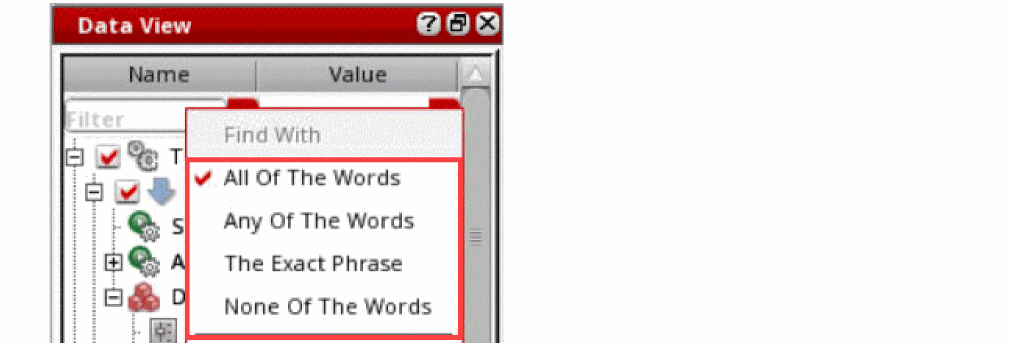 Data View
Name Value
Filter
Find With
T
All Of The Words
Any Of The Words
S
The Exact Phrase
A
None Of The Words
D